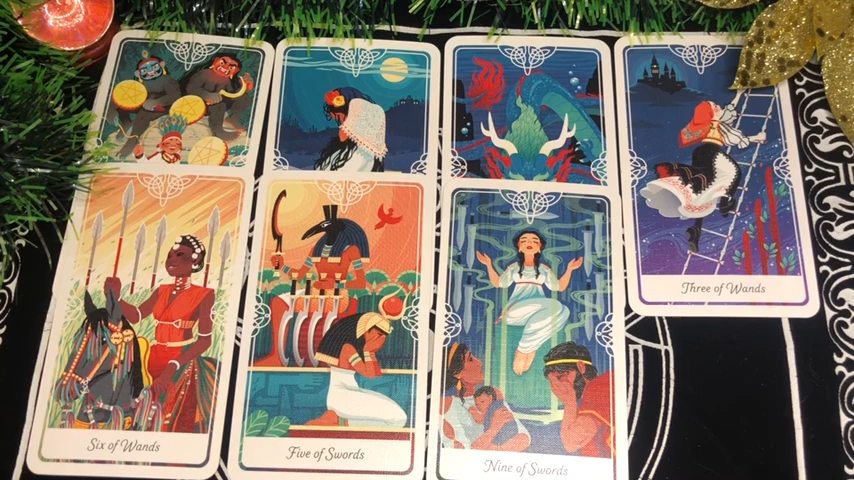 Three of Wands
Six of Wands
Five of Swords
Nine of Swords